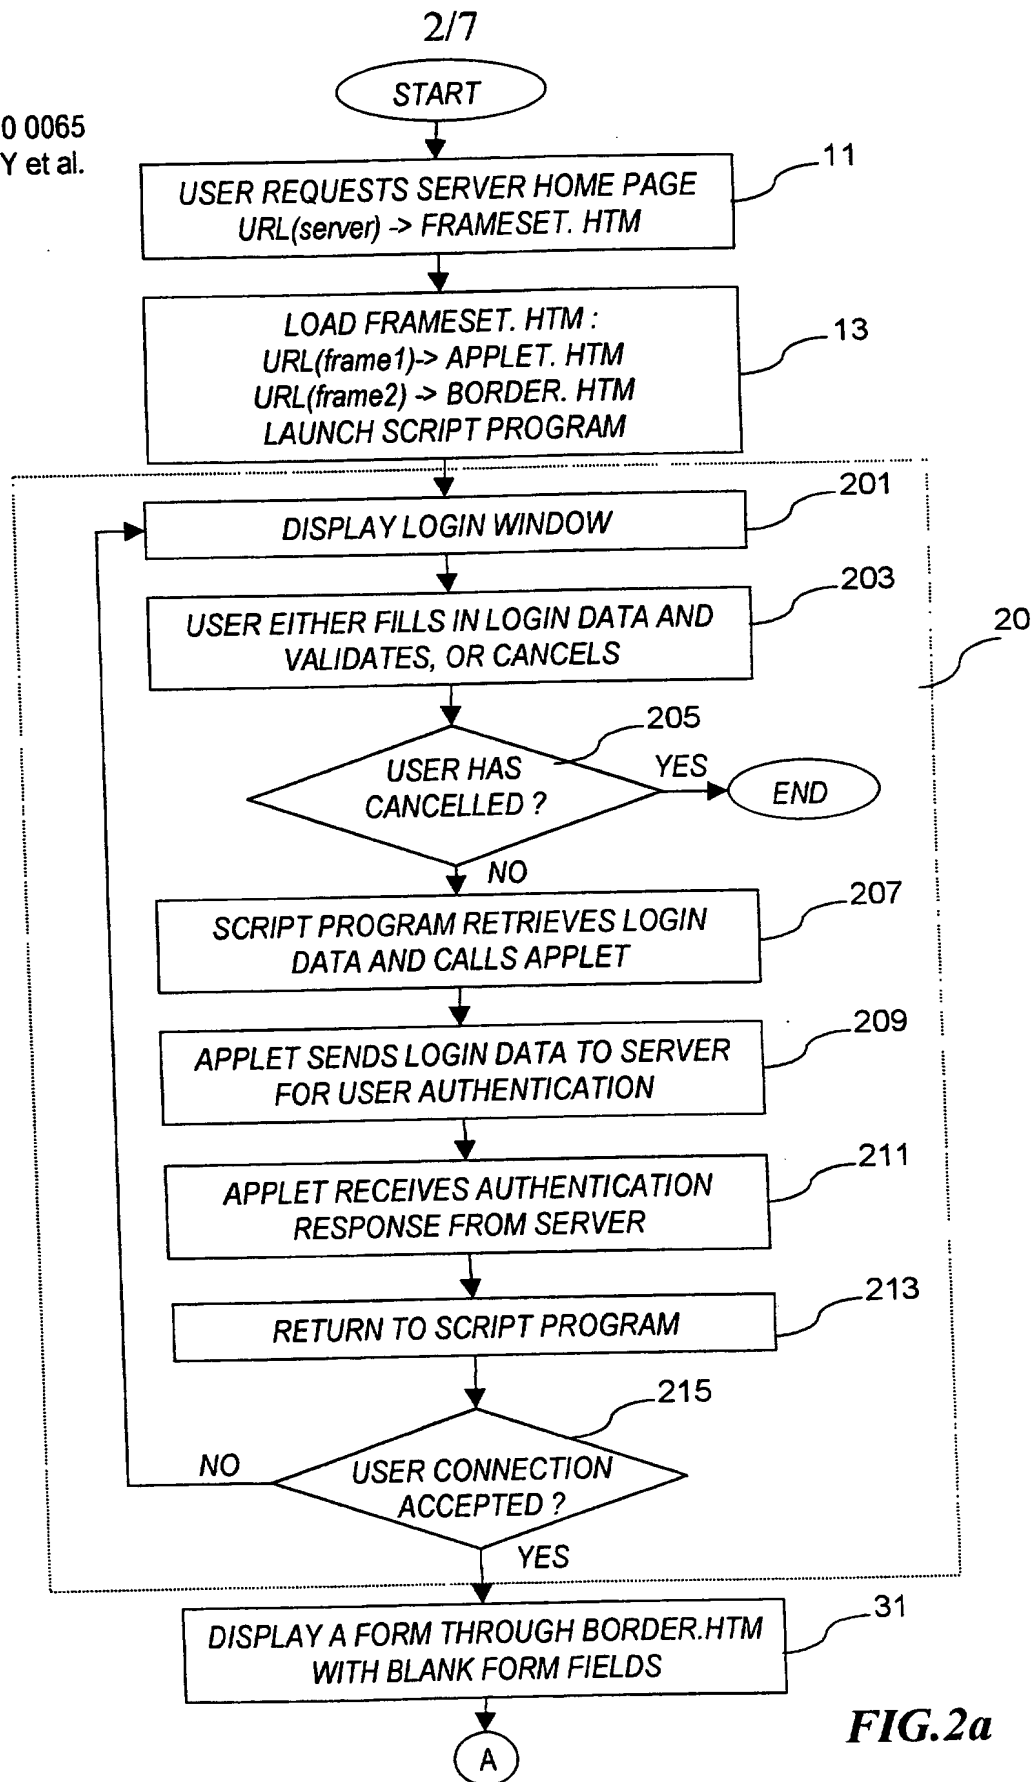 2/7
0 0065
Y et al.
START
11
USER REQUESTS SERVER HOME PAGE
URL(server) -> FRAMESET. HTM
13
LOAD FRAMESET. HTM :
URL(frame1)-> APPLET. HTM
URL(frame2) -> BORDER. HTM
LAUNCH SCRIPT PROGRAM
201
DISPLAY LOGIN WINDOW
203
USER EITHER FILLS IN LOGIN DATA AND
VALIDATES, OR CANCELS
20
205
USER HAS
CANCELLED ?
YES
END
NO
207
SCRIPT PROGRAM RETRIEVES LOGIN
DATA AND CALLS APPLET
209
APPLET SENDS LOGIN DATA TO SERVER
FOR USER AUTHENTICATION
211
APPLET RECEIVES AUTHENTICATION
RESPONSE FROM SERVER
213
RETURN TO SCRIPT PROGRAM
215
NO
USER CONNECTION
ACCEPTED ?
YES
31
DISPLAY A FORM THROUGH BORDER.HTM
WITH BLANK FORM FIELDS
A
FIG.2a